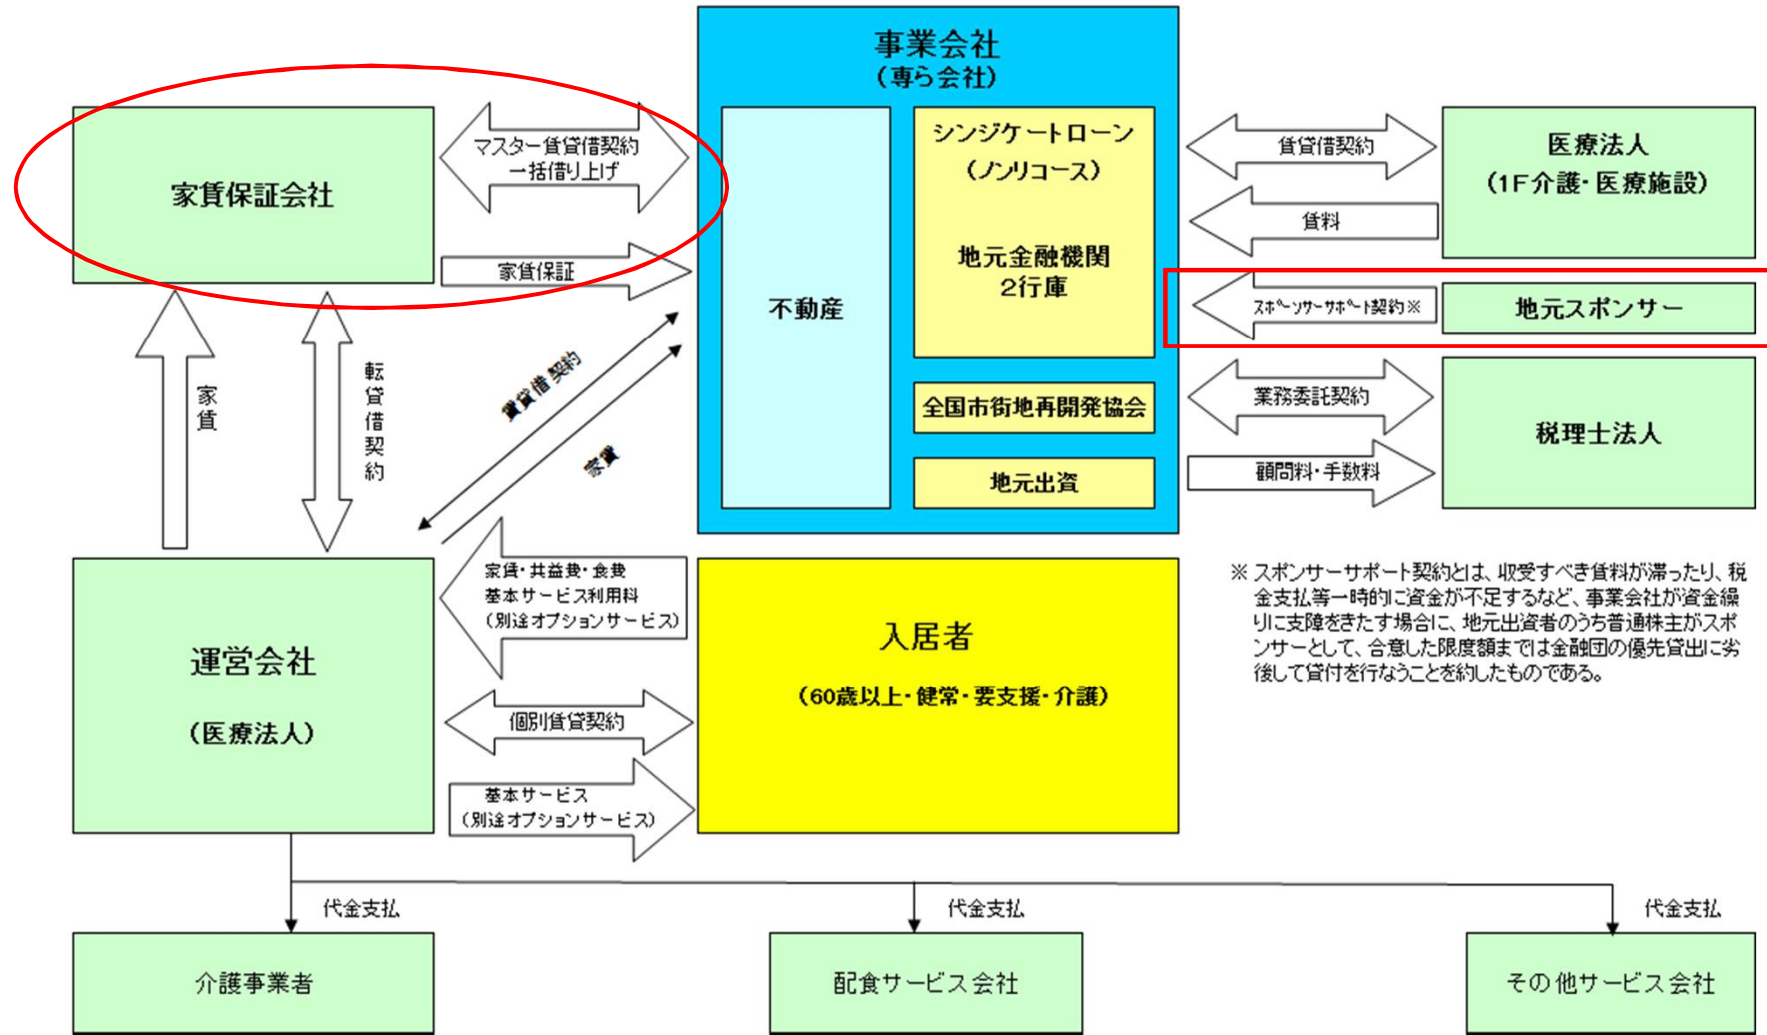 事業会社
(専ら会社)
家賃保証会社
マスター賃貸借契約
一括借り上げ
家賃保証
不動産
シンジケートローン
(ノンリコース)
地元金融機関
2行庫
全国市街地再開発協会
地元出資
賃貸借契約
医療法人
(1F介護・医療施設)
賃料
スポンサーサポート契約※
地元スポンサー
業務委託契約
税理士法人
顧問料・手数料
家賃
転貸借契約
賃貸借契約
家賃
※ スポンサーサポート契約とは、収受すべき賃料が滞ったり、税
金支払等一時的に資金が不足するなど、事業会社が資金繰
りに支障をきたす場合に、地元出資者のうち普通株主がスポ
ンサーとして、合意した限度額までは金融団の優先貸出に劣
後して貸付を行なうことを約したものである。
運営会社
(医療法人)
家賃・共益費・食費
基本サービス利用料
(別途オプションサービス)
個別賃貸契約
基本サービス
(別途オプションサービス)
入居者
(60歳以上・健常・要支援・介護)
代金支払
代金支払
代金支払
介護事業者
配食サービス会社
その他サービス会社